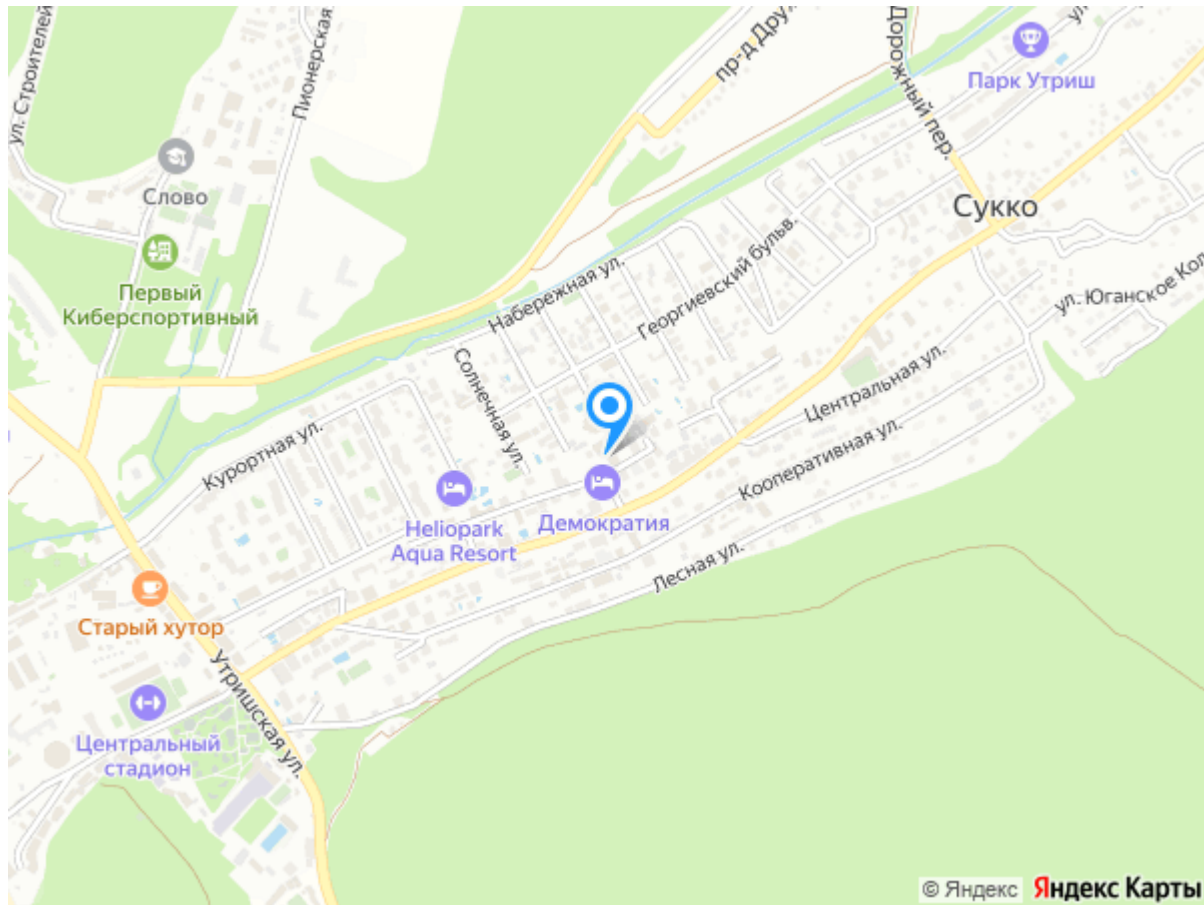 ул. Строителей
Пионерская
пр-д Дру
Дорожный пер.
ул
Парк Утриш
Слово
Сукко
Первый
Киберспортивный
Набережная ул.
Георгиевский бульв.
ул. Юганское Кол
Солнечная ул.
Центральная ул.
Курортная ул.
Кооперативная ул.
Heliopark
Aqua Resort
Демократия
Лесная ул.
Старый хутор
Утришская ул.
Центральный
стадион
© Яндекс Яндекс Карты